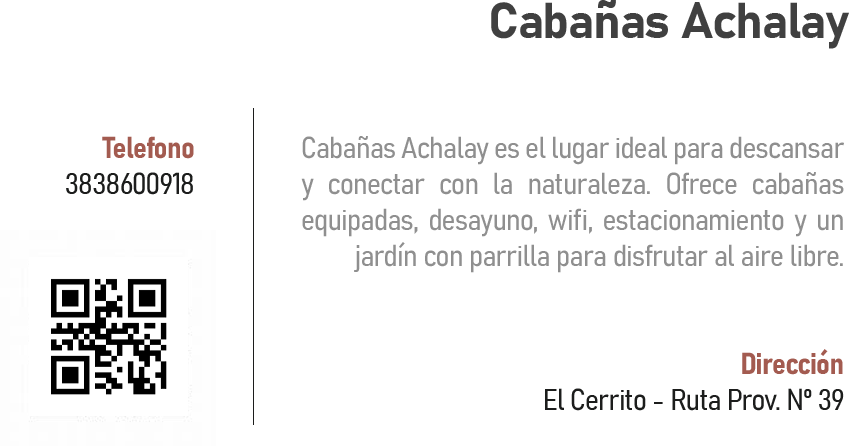 Cabañas Achalay
Telefono
3838600918
Cabañas Achalay es el lugar ideal para descansar
y conectar con la naturaleza. Ofrece cabañas
equipadas, desayuno, wifi, estacionamiento y un
jardín con parrilla para disfrutar al aire libre.
Dirección
El Cerrito - Ruta Prov. Nº 39